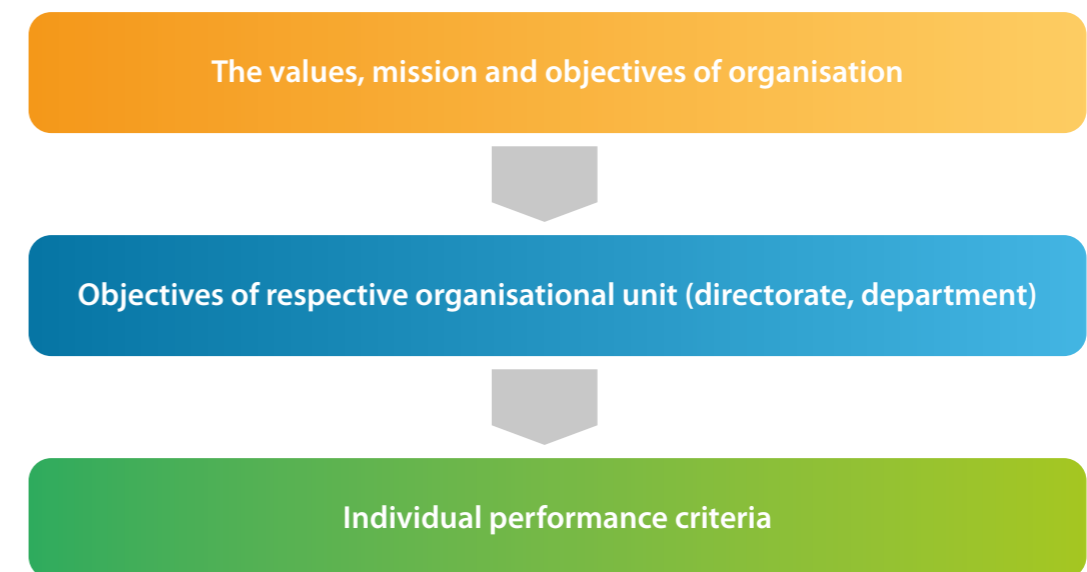 The values, mission and objectives of organisation
Objectives of respective organisational unit (directorate, department)
Individual performance criteria